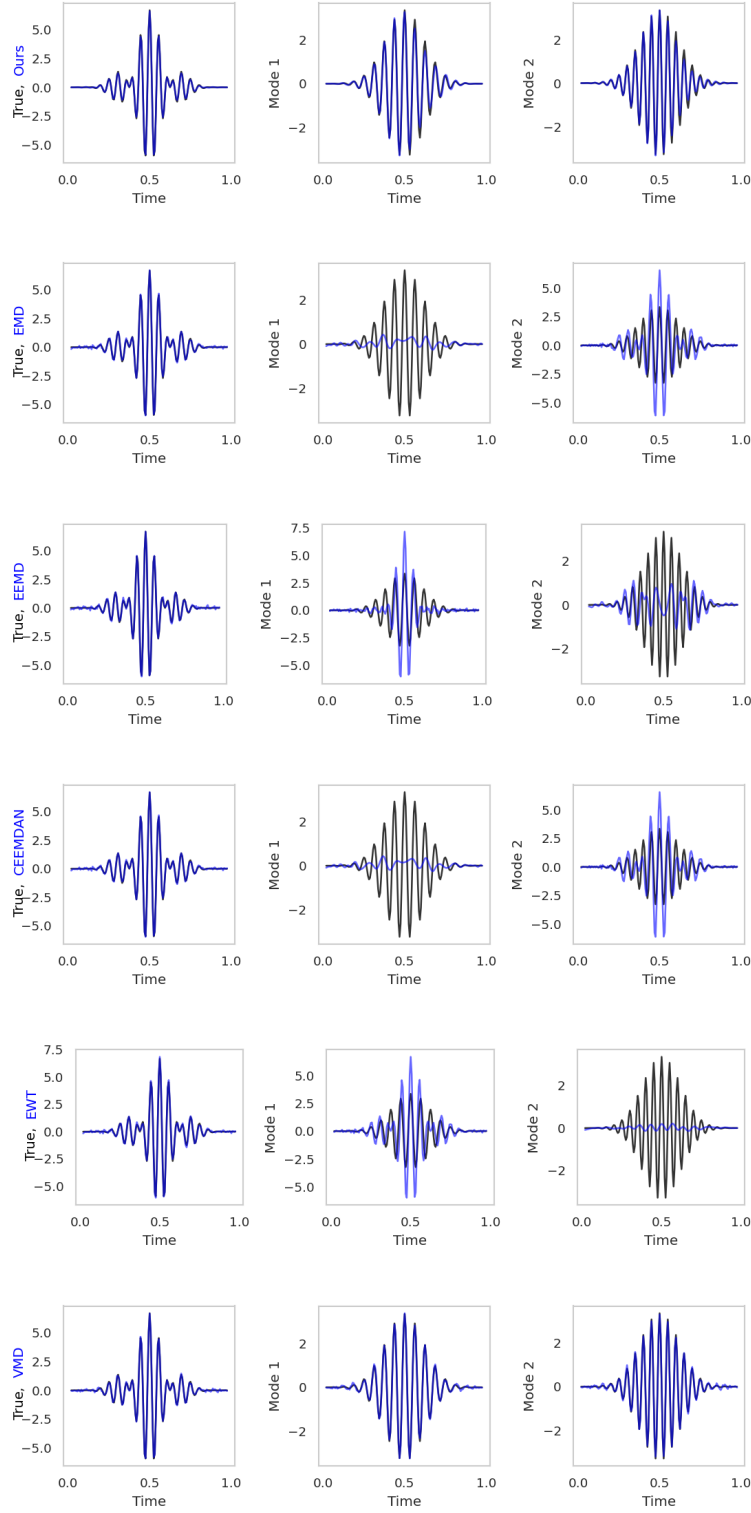 True, Ours
5.0
2.5
0.0
−2.5
−5.0
0.0 0.5 1.0
Time
Mode 1
2
0
−2
0.0 0.5 1.0
Time
Mode 2
2
0
−2
0.0 0.5 1.0
Time
True, EMD
5.0
2.5
0.0
−2.5
−5.0
0.0 0.5 1.0
Time
Mode 1
2
0
−2
0.0 0.5 1.0
Time
Mode 2
5.0
2.5
0.0
−2.5
−5.0
0.0 0.5 1.0
Time
True, EEMD
5.0
2.5
0.0
−2.5
−5.0
0.0 0.5 1.0
Time
Mode 1
7.5
5.0
2.5
0.0
−2.5
−5.0
0.0 0.5 1.0
Time
Mode 2
2
0
−2
0.0 0.5 1.0
Time
True, CEEMDAN
5.0
2.5
0.0
−2.5
−5.0
0.0 0.5 1.0
Time
Mode 1
2
0
−2
0.0 0.5 1.0
Time
Mode 2
5.0
2.5
0.0
−2.5
−5.0
0.0 0.5 1.0
Time
True, EWT
7.5
5.0
2.5
0.0
−2.5
−5.0
0.0 0.5 1.0
Time
Mode 1
5.0
2.5
0.0
−2.5
−5.0
0.0 0.5 1.0
Time
Mode 2
2
0
−2
0.0 0.5 1.0
Time
True, VMD
5.0
2.5
0.0
−2.5
−5.0
0.0 0.5 1.0
Time
Mode 1
2
0
−2
0.0 0.5 1.0
Time
Mode 2
2
0
−2
0.0 0.5 1.0
Time